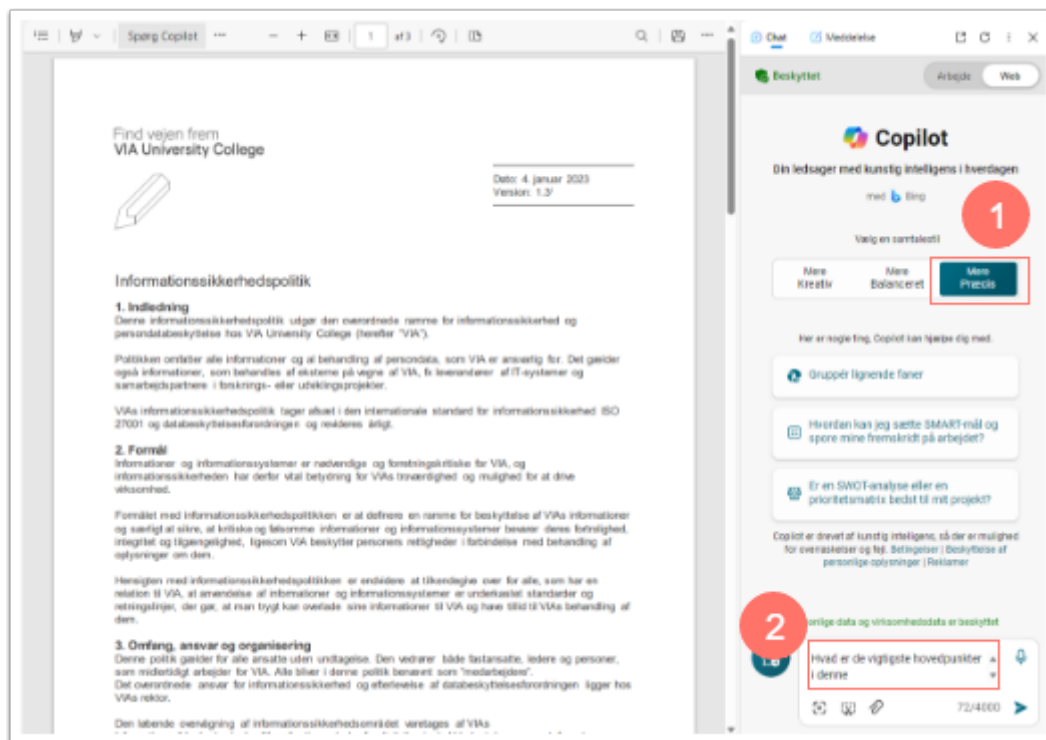 Spørg Copilot
1 af 3
Find vejen frem
VIA University College
Dato: 4. januar 2023
Version: 1.3
Informationssikkerhedspolitik
1. Indledning
Denne informationssikkerhedspolitik udgør den overordnede ramme for informationssikkerhed og
persondatabeskyttelse hos VIA University College (herefter "VIA").
Politikken omfatter alle informationer og al behandling af persondata, som VIA er ansvarlig for. Det gælder
også informationer, som behandles af eksterne på vegne af VIA, fx leverandører af IT-systemer og
samarbejdspartnere i forsknings- eller udviklingsprojekter.
VIAs informationssikkerhedspolitik tager afsæt i den internationale standard for informationssikkerhed ISO
27001 og databeskyttelsesforordningen og revideres årligt.
2. Formål
Informationer og informationssystemer er nødvendige og forretningskritiske for VIA, og
informationssikkerheden har derfor vital betydning for VIAs troværdighed og mulighed for at drive
virksomhed.
Formålet med informationssikkerhedspolitikken er at definere en ramme for beskyttelse af VIAs informationer
og særligt at sikre, at kritiske og følsomme informationer og informationssystemer bevarer deres fortrolighed,
integritet og tilgængelighed, ligesom VIA beskytter personers rettigheder i forbindelse med behandling af
oplysninger om dem.
Hensigten med informationssikkerhedspolitikken er endvidere at tilkendegive over for alle, som har en
relation til VIA, at anvendelse af informationer og informationssystemer er underkastet standarder og
retningslinjer, der gør, at man trygt kan overlade sine informationer til VIA og have tillid til VIAs behandling af
dem.
3. Omfang, ansvar og organisering
Denne politik gælder for alle ansatte uden undtagelse. Den vedrører både fastansatte, ledere og personer,
som midlertidigt arbejder for VIA. Alle bliver i denne politik benævnt som "medarbejdere".
Det overordnede ansvar for informationssikkerhed og efterlevelse af databeskyttelsesforordningen ligger hos
VIAs rektor.
Den løbende overvågning af informationssikkerhedsområdet varetages af VIAs
Chat Meddelelse
Beskyttet
Arbejde Web
Copilot
Din ledsager med kunstig intelligens i hverdagen
med Bing
1
Vælg en samtalestil
Mere Kreativ
Mere Balanceret
Mere Præcis
Her er nogle ting, Copilot kan hjælpe dig med.
Gruppér lignende faner
Hvordan kan jeg sætte SMART-mål og
spore mine fremskridt på arbejdet?
Er en SWOT-analyse eller en
prioritetsmatrix bedst til mit projekt?
Copilot er drevet af kunstig intelligens, så der er mulighed
for overraskelser og fejl. Betingelser | Beskyttelse af
personlige oplysninger | Reklamer
2
onlige data og virksomhedsdata er beskyttet
Hvad er de vigtigste hovedpunkter
i denne
72/4000